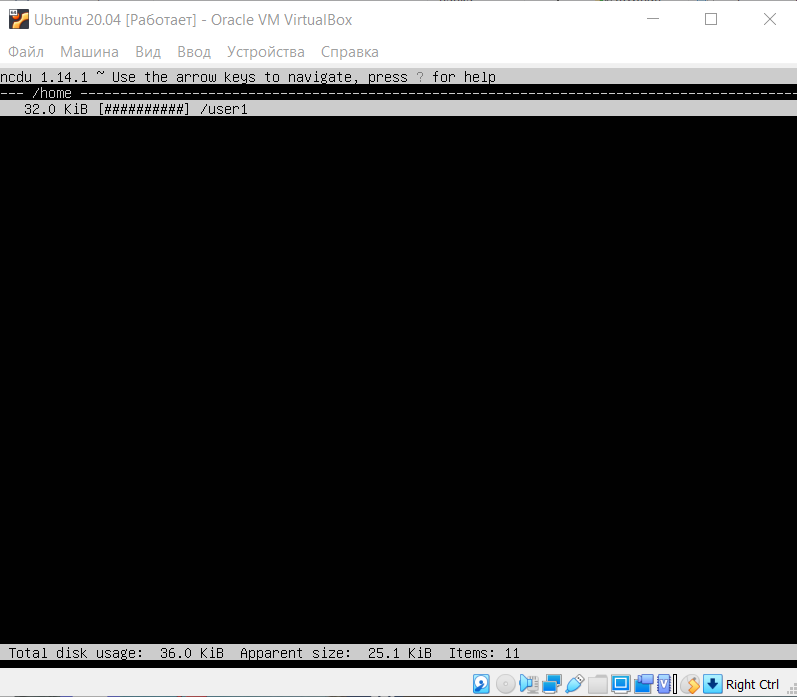 Ubuntu 20.04 [Работает] - Oracle VM VirtualBox
Файл Машина Вид Ввод Устройства Справка
ncdu 1.14.1 ~ Use the arrow keys to navigate, press ? for help
--- /home ------------------------------------------------------------------------------------------
32.0 KiB [##########] /user1
Total disk usage: 36.0 KiB Apparent size: 25.1 KiB Items: 11
Right Ctrl